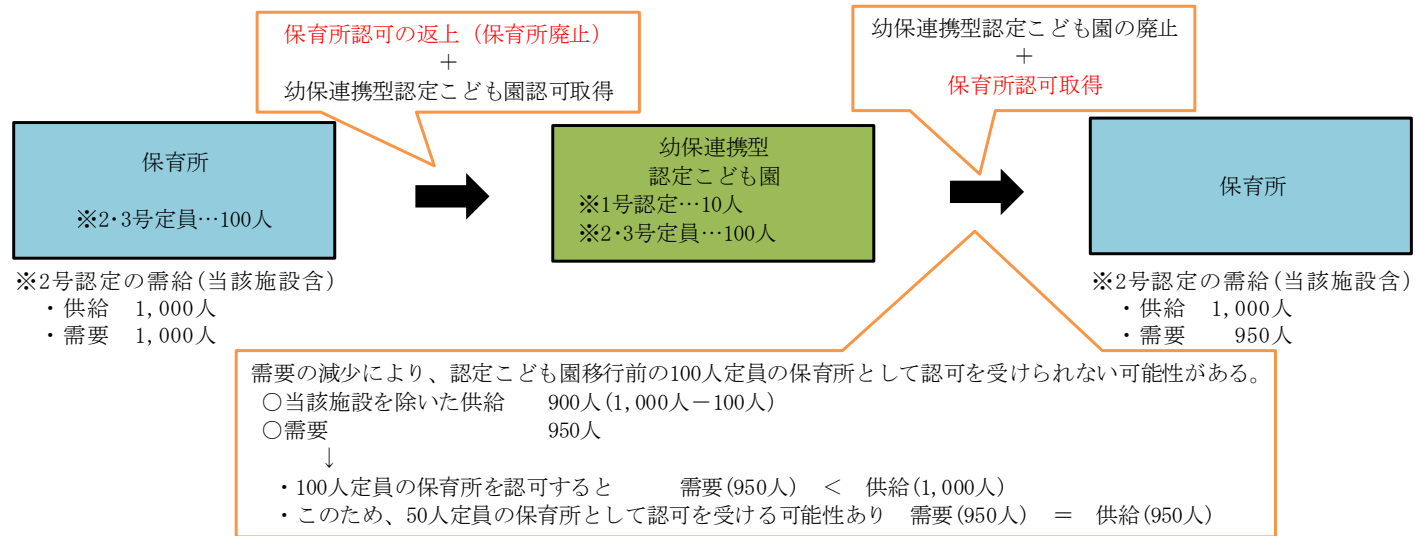 保育所認可の返上（保育所廃止）
＋
幼保連携型認定こども園認可取得
幼保連携型認定こども園の廃止
＋
保育所認可取得
保育所
※2・3号定員…100人
幼保連携型
認定こども園
※1号認定…10人
※2・3号定員…100人
保育所
※2号認定の需給(当該施設含)
・供給　1,000人
・需要　1,000人
※2号認定の需給(当該施設含)
・供給　1,000人
・需要　950人
需要の減少により、認定こども園移行前の100人定員の保育所として認可を受けられない可能性がある。
○当該施設を除いた供給　900人(1,000人－100人)
○需要　950人
↓
・100人定員の保育所を認可すると　需要(950人)　＜　供給(1,000人)
・このため、50人定員の保育所として認可を受ける可能性あり　需要(950人)　＝　供給(950人)